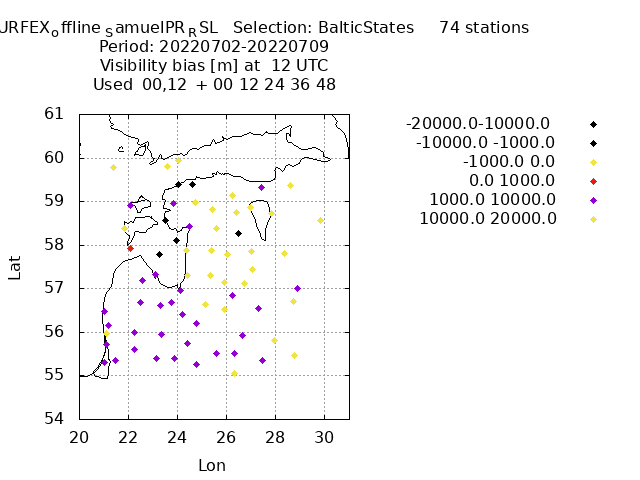 URFEXoffline SamuelPRRSL Selection: BalticStates 74 stations
Period: 20220702-20220709
Visibility bias [m] at 12 UTC
Used 00,12 + 00 12 24 36 48
-20000.0-10000.0
-10000.0 -1000.0
-1000.0 0.0
0.0 1000.0
1000.0 10000.0
10000.0 20000.0
61
60
59
58
57
56
55
54
Lat
20 22 24 26 28 30
Lon